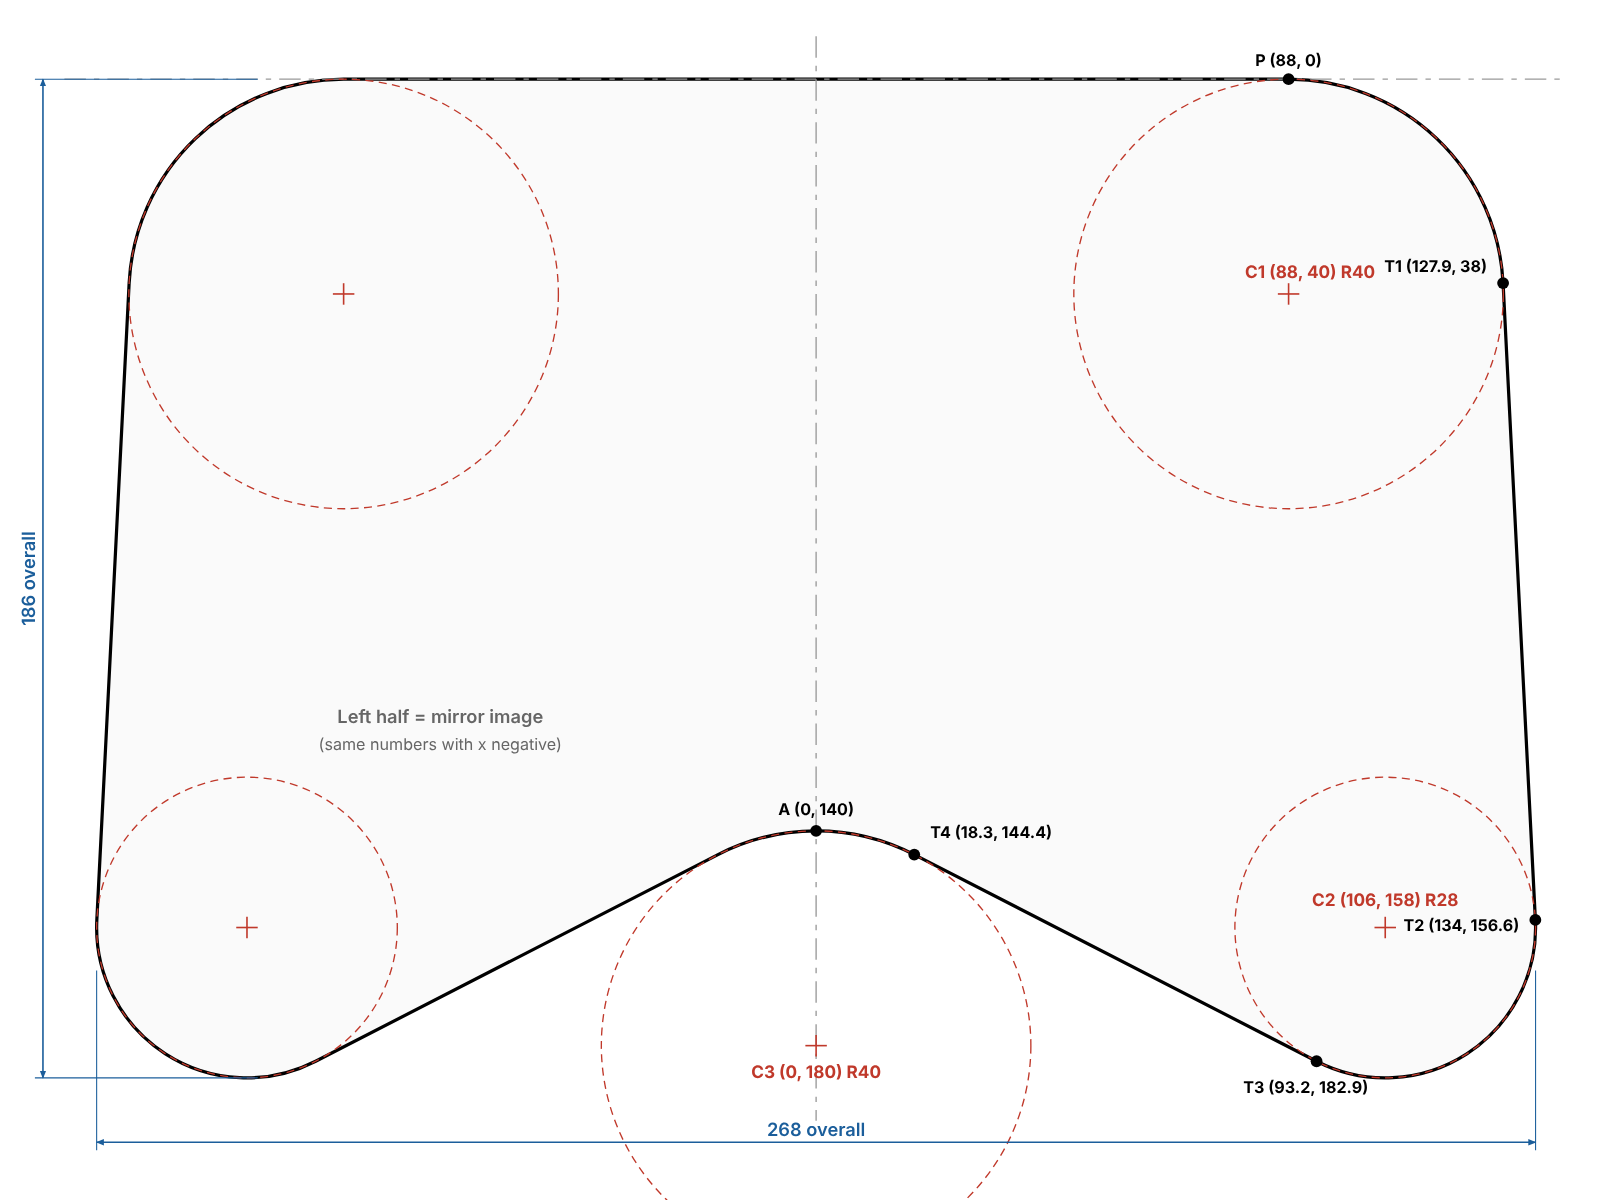 P (88, 0)
C1 (88, 40) R40
T1 (127.9, 38)
186 overall
Left half = mirror image
(same numbers with x negative)
A (0, 140)
T4 (18.3, 144.4)
C2 (106, 158) R28
T2 (134, 156.6)
C3 (0, 180) R40
T3 (93.2, 182.9)
268 overall